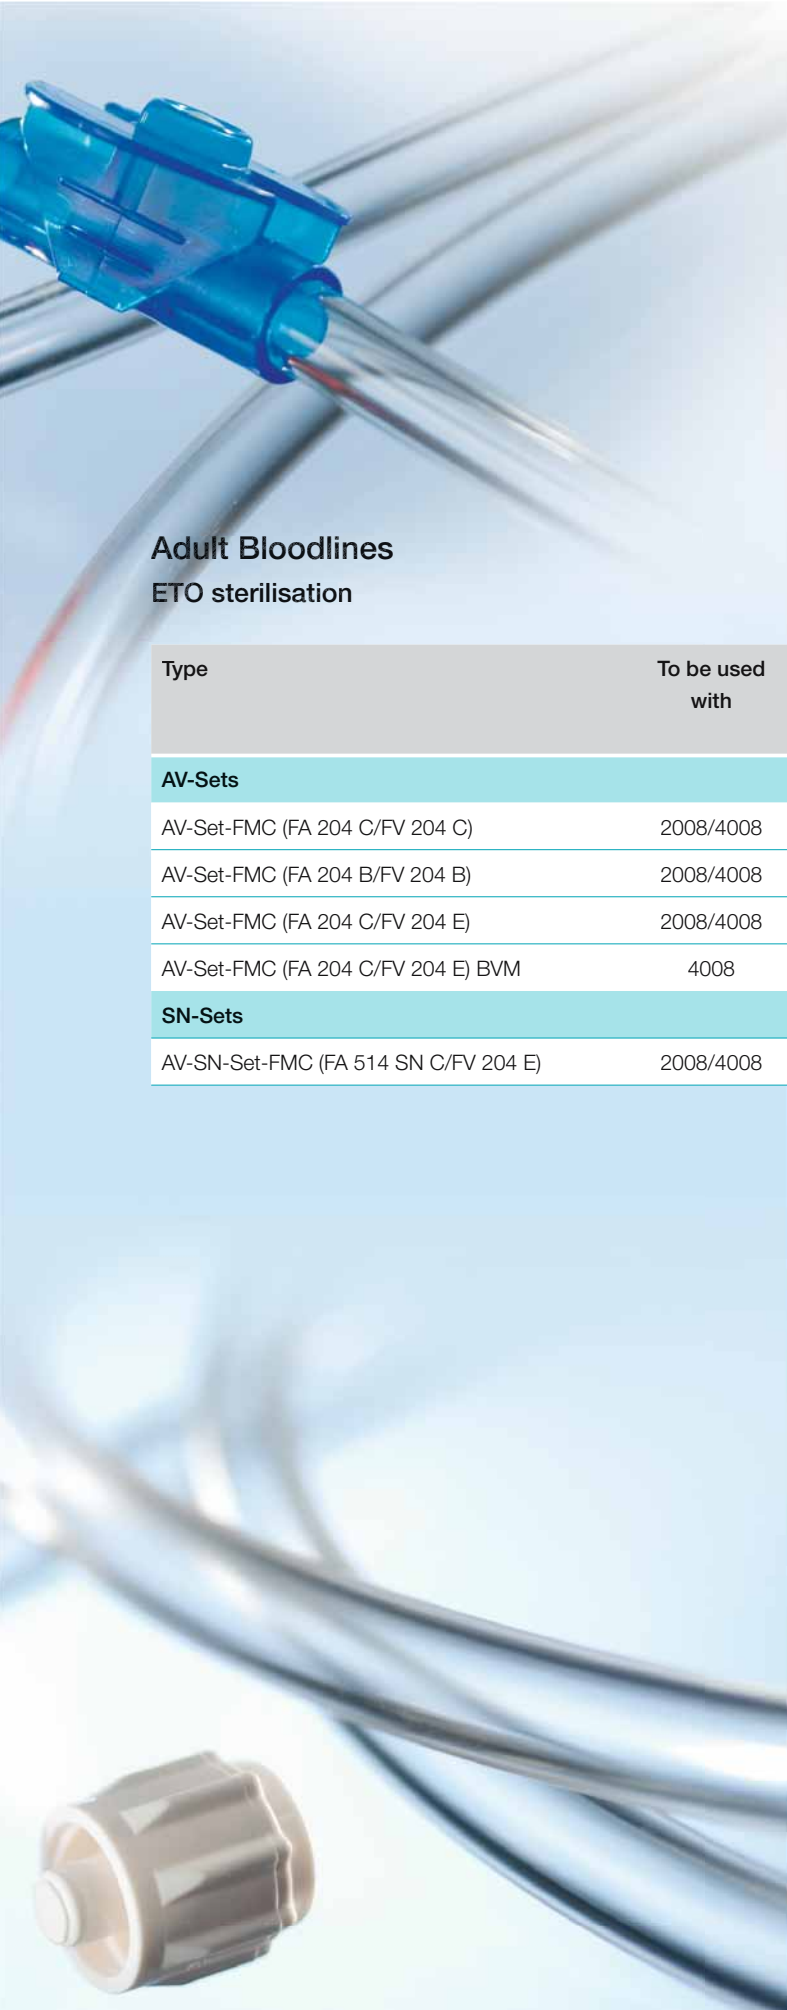 Adult Bloodlines
ETO sterilisation
Type To be used
with
AV-Sets
AV-Set-FMC (FA 204 C/FV 204 C) 2008/4008
AV-Set-FMC (FA 204 B/FV 204 B) 2008/4008
AV-Set-FMC (FA 204 C/FV 204 E) 2008/4008
AV-Set-FMC (FA 204 C/FV 204 E) BVM 4008
SN-Sets
AV-SN-Set-FMC (FA 514 SN C/FV 204 E) 2008/4008